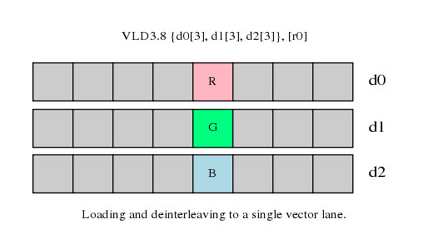 VLD3.8 {d0[3], d1[3], d2[3]}, [r0]
R d0
G d1
B d2
Loading and deinterleaving to a single vector lane.